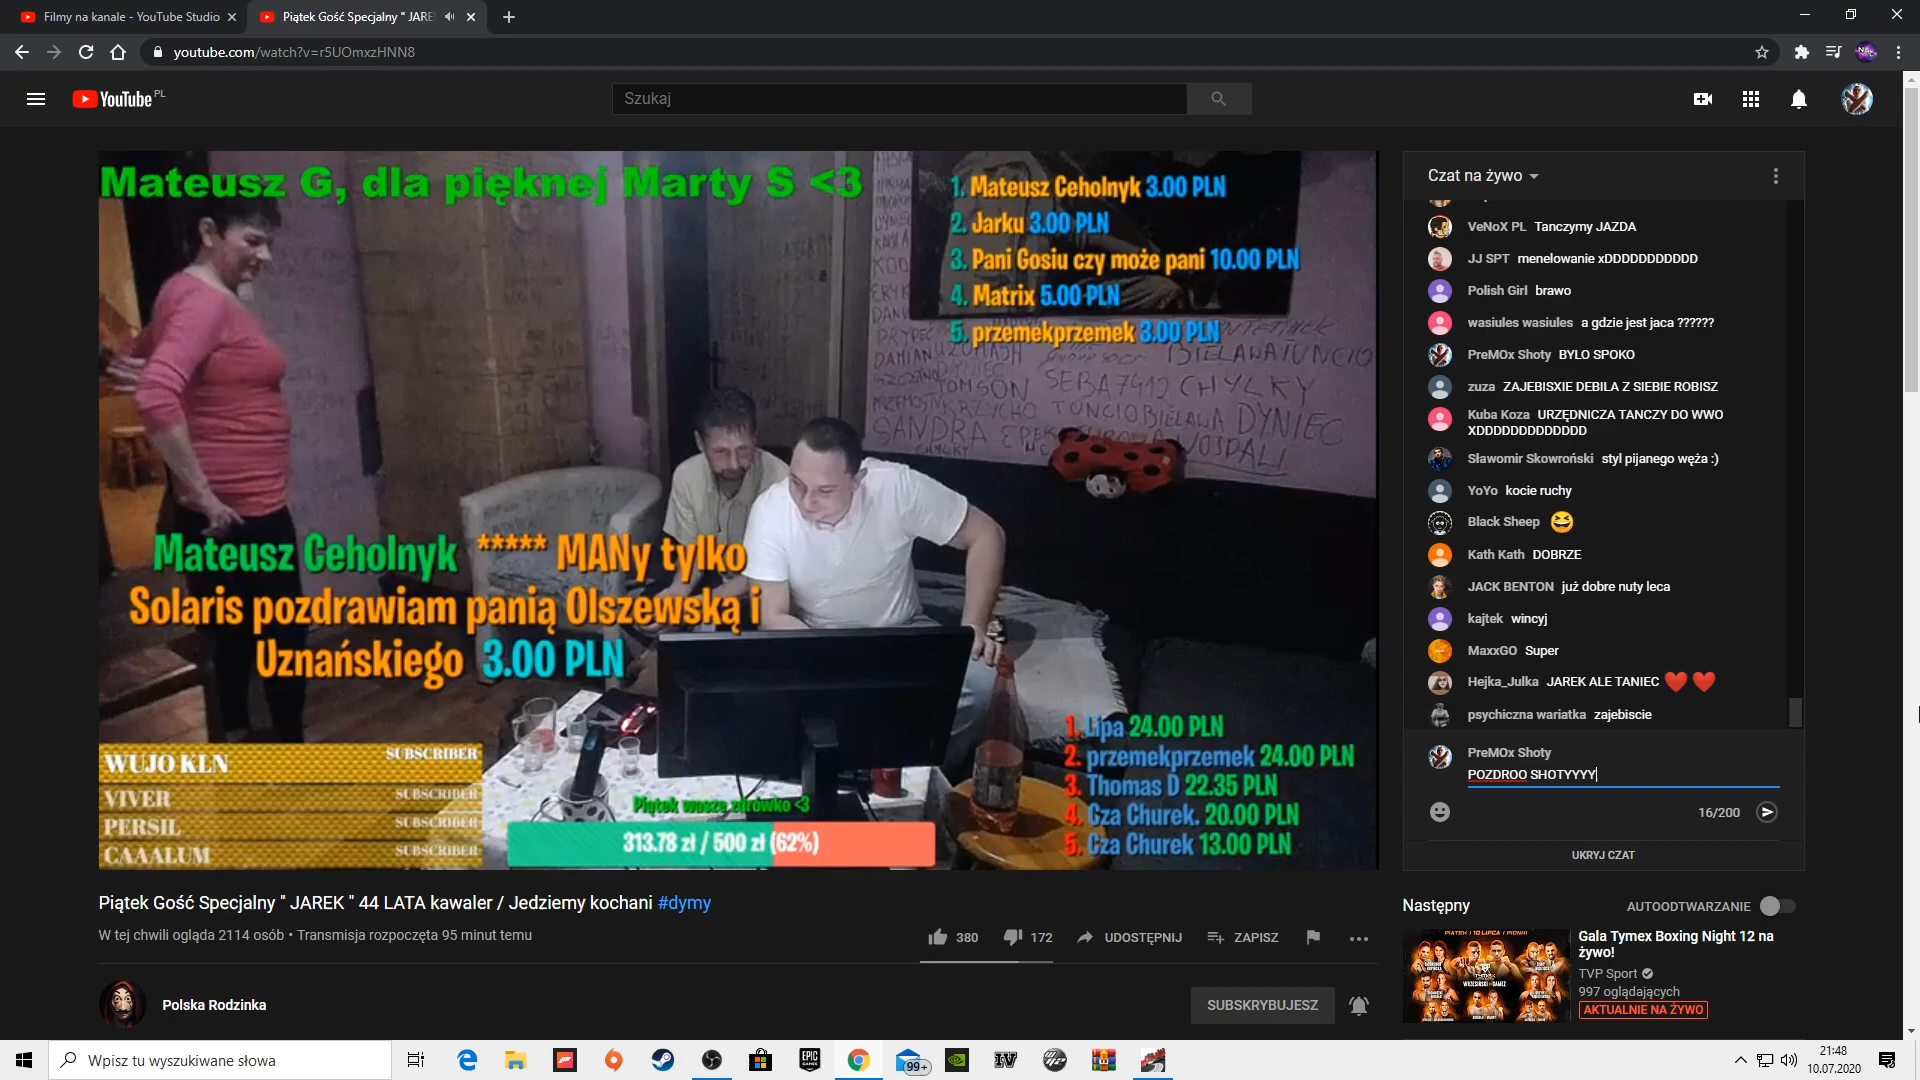 Filmy na kanale - YouTube Studio
Piątek Gość Specjalny " JARE
youtube.com/watch?v=r5UOmxzHNN8
YouTube PL
Szukaj
Mateusz G, dla pięknej Marty S <3
1. Mateusz Ceholnyk 3.00 PLN
2. Jarku 3.00 PLN
3. Pani Gosiu czy może pani 10.00 PLN
4. Matrix 5.00 PLN
5. przemekprzemek 3.00 PLN
TOMSON SEBA7412 CHYLKY
DYNIEC
SANDRA
Mateusz Ceholnyk ***** MANy tylko
Solaris pozdrawiam panią Olszewską i
Uznańskiego 3.00 PLN
WUJO KLN SUBSCRIBER
VIVER SUBSCRIBER
PERSIL SUBSCRIBER
CAAALUM SUBSCRIBER
Piątek wasze zdrówko <3
313.78 zł / 500 zł (62%)
1. Lipa 24.00 PLN
2. przemekprzemek 24.00 PLN
3. Thomas D 22.35 PLN
4. Cza Churek. 20.00 PLN
5. Cza Churek 13.00 PLN
Piątek Gość Specjalny " JAREK " 44 LATA kawaler / Jedziemy kochani #dymy
W tej chwili ogląda 2114 osób • Transmisja rozpoczęta 95 minut temu
380 172 UDOSTĘPNIJ ZAPISZ
Polska Rodzinka
SUBSKRYBUJESZ
Czat na żywo
VeNoX PL Tanczymy JAZDA
JJ SPT menelowanie xDDDDDDDDDDD
Polish Girl brawo
wasiules wasiules a gdzie jest jaca ??????
PreMOx Shoty BYLO SPOKO
zuza ZAJEBISXIE DEBILA Z SIEBIE ROBISZ
Kuba Koza URZĘDNICZA TANCZY DO WWO
XDDDDDDDDDDDDD
Sławomir Skowroński styl pijanego węża :)
YoYo kocie ruchy
Black Sheep 😆
Kath Kath DOBRZE
JACK BENTON już dobre nuty leca
kajtek wincyj
MaxxGO Super
Hejka_Julka JAREK ALE TANIEC ❤️ ❤️
psychiczna wariatka zajebiscie
PreMOx Shoty
POZDROO SHOTYYYY
16/200
UKRYJ CZAT
Następny
AUTOODTWARZANIE
Gala Tymex Boxing Night 12 na
żywo!
TVP Sport
997 oglądających
AKTUALNIE NA ŻYWO
Wpisz tu wyszukiwane słowa
99+
21:48
10.07.2020